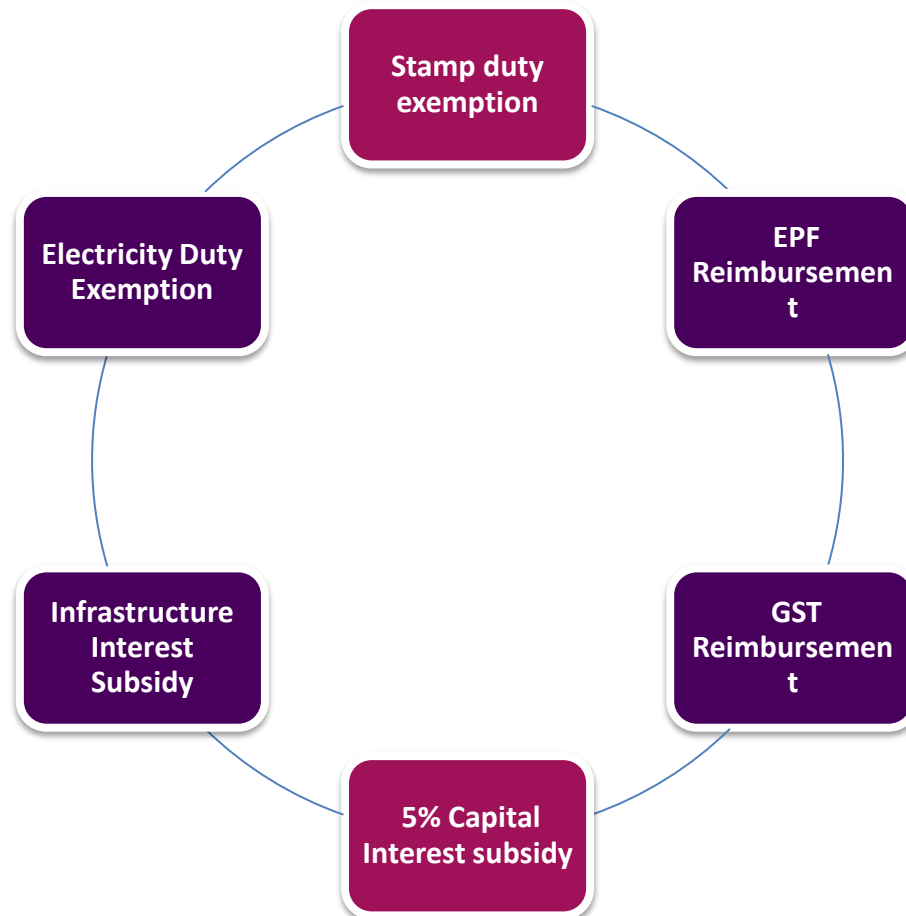 Stamp duty
exemption
Electricity Duty
Exemption
EPF
Reimbursemen
t
Infrastructure
Interest
Subsidy
GST
Reimbursemen
t
5% Capital
Interest subsidy